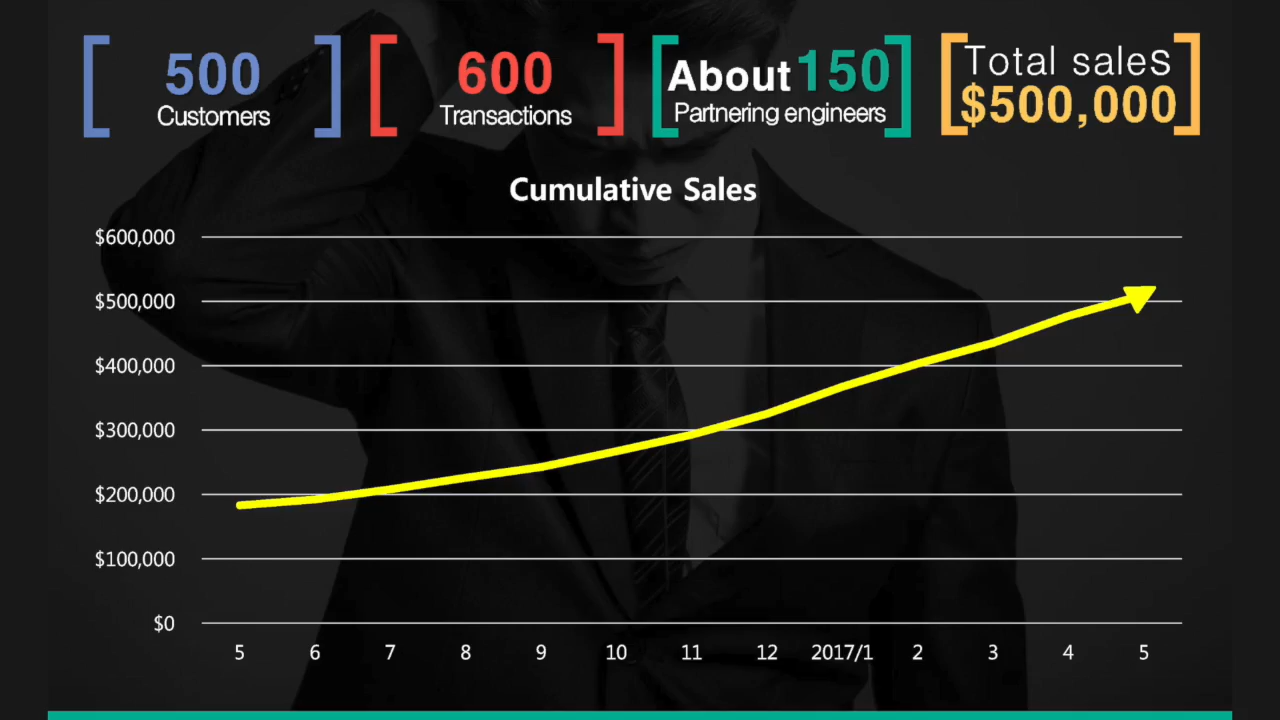 500
Customers
600
Transactions
About 150
Partnering engineers
Total sales
$500,000
Cumulative Sales
$600,000
$500,000
$400,000
$300,000
$200,000
$100,000
$0
5 6 7 8 9 10 11 12 2017/1 2 3 4 5